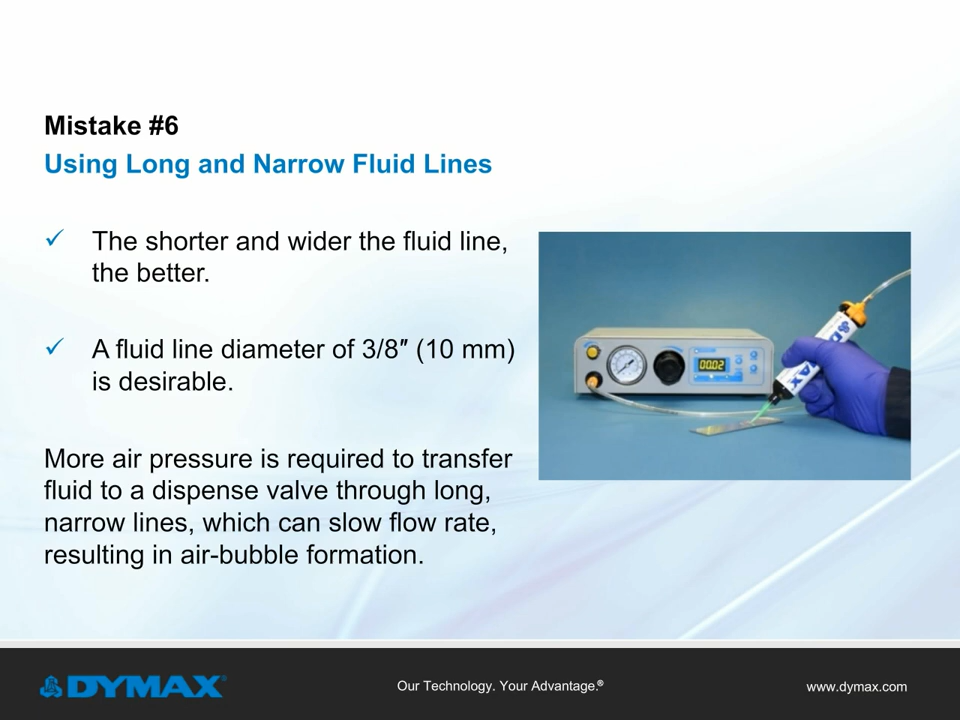 Mistake #6
Using Long and Narrow Fluid Lines
✓ The shorter and wider the fluid line,
the better.
✓ A fluid line diameter of 3/8″ (10 mm)
is desirable.
More air pressure is required to transfer
fluid to a dispense valve through long,
narrow lines, which can slow flow rate,
resulting in air-bubble formation.
00.02
DYMAX®
Our Technology. Your Advantage.®
www.dymax.com